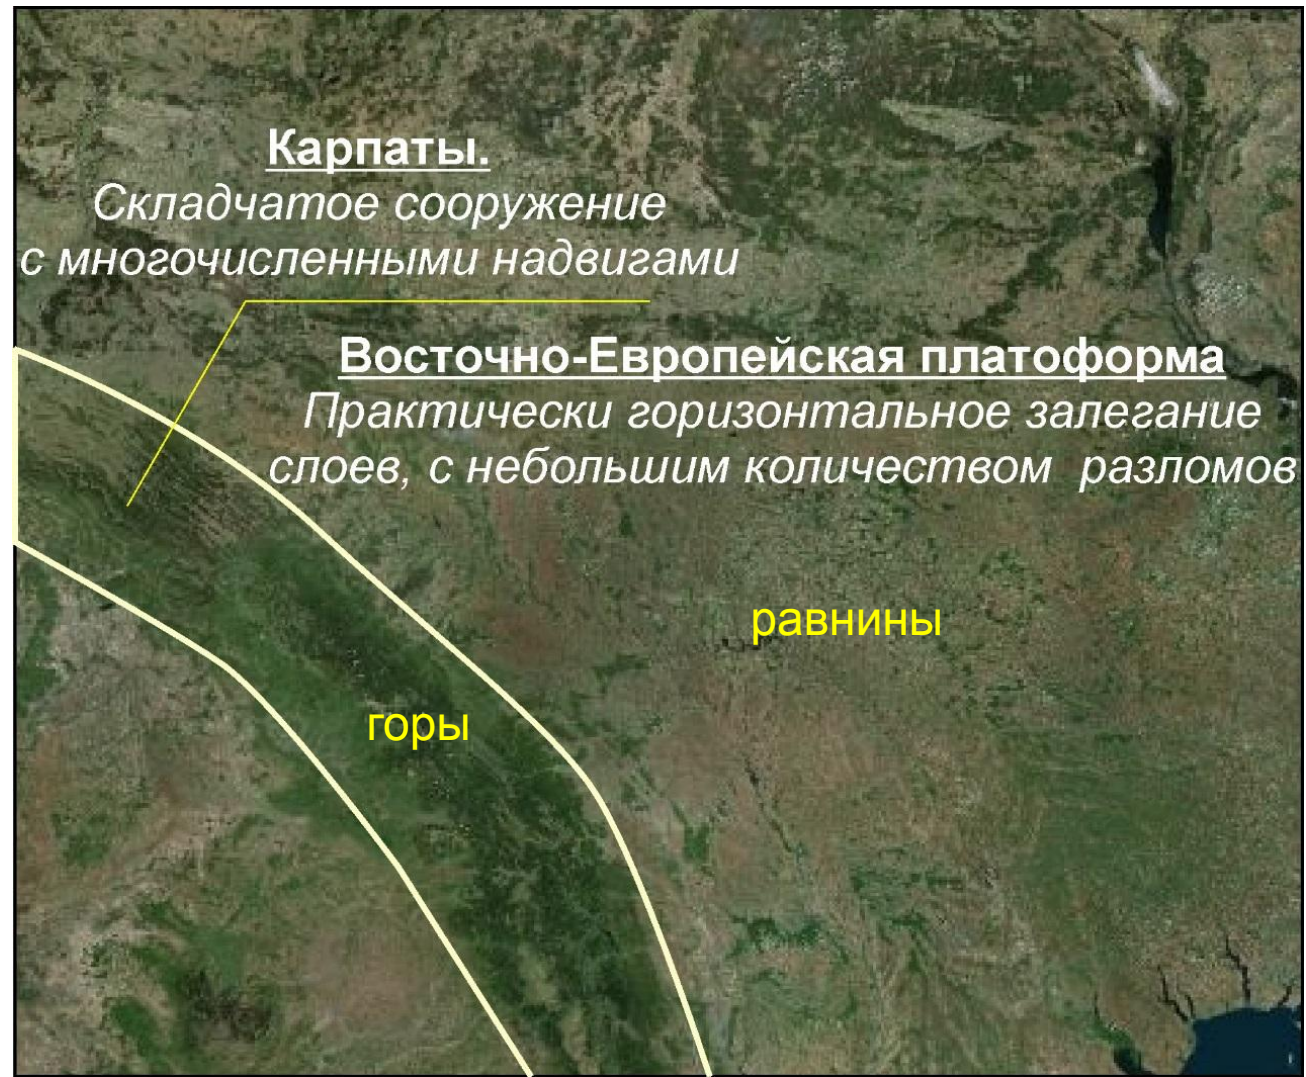 Карпаты.
Складчатое сооружение
с многочисленными надвигами
Восточно-Европейская платоформа
Практически горизонтальное залегание
слоев, с небольшим количеством разломов
равнины
горы